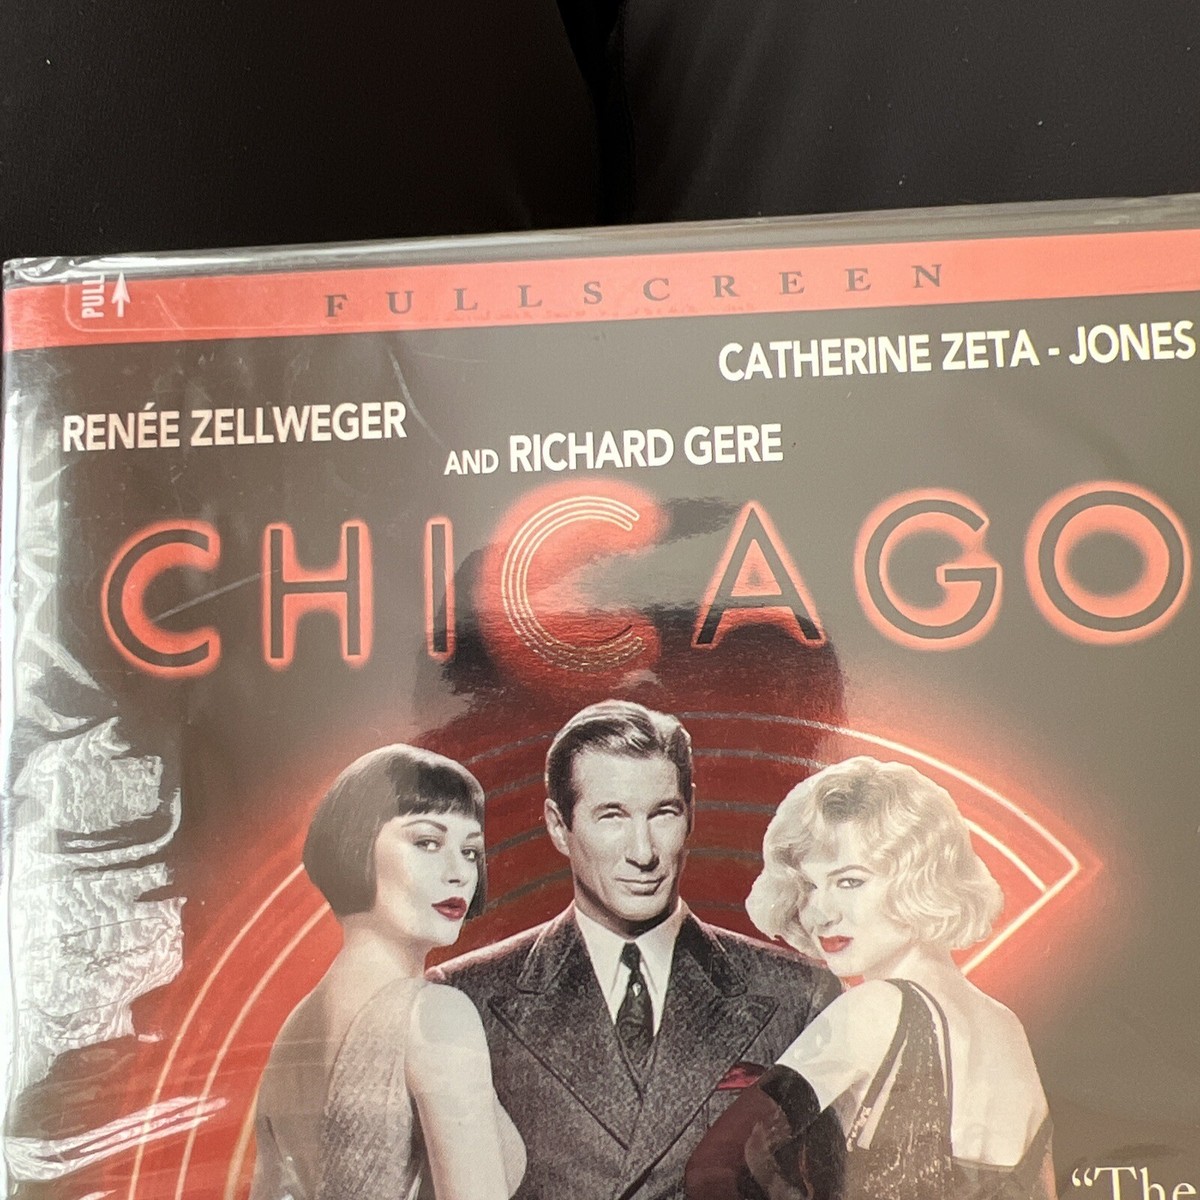 PULL
FULLSCREEN
CATHERINE ZETA - JONES
RENÉE ZELLWEGER
AND RICHARD GERE
CHICAGO
“The